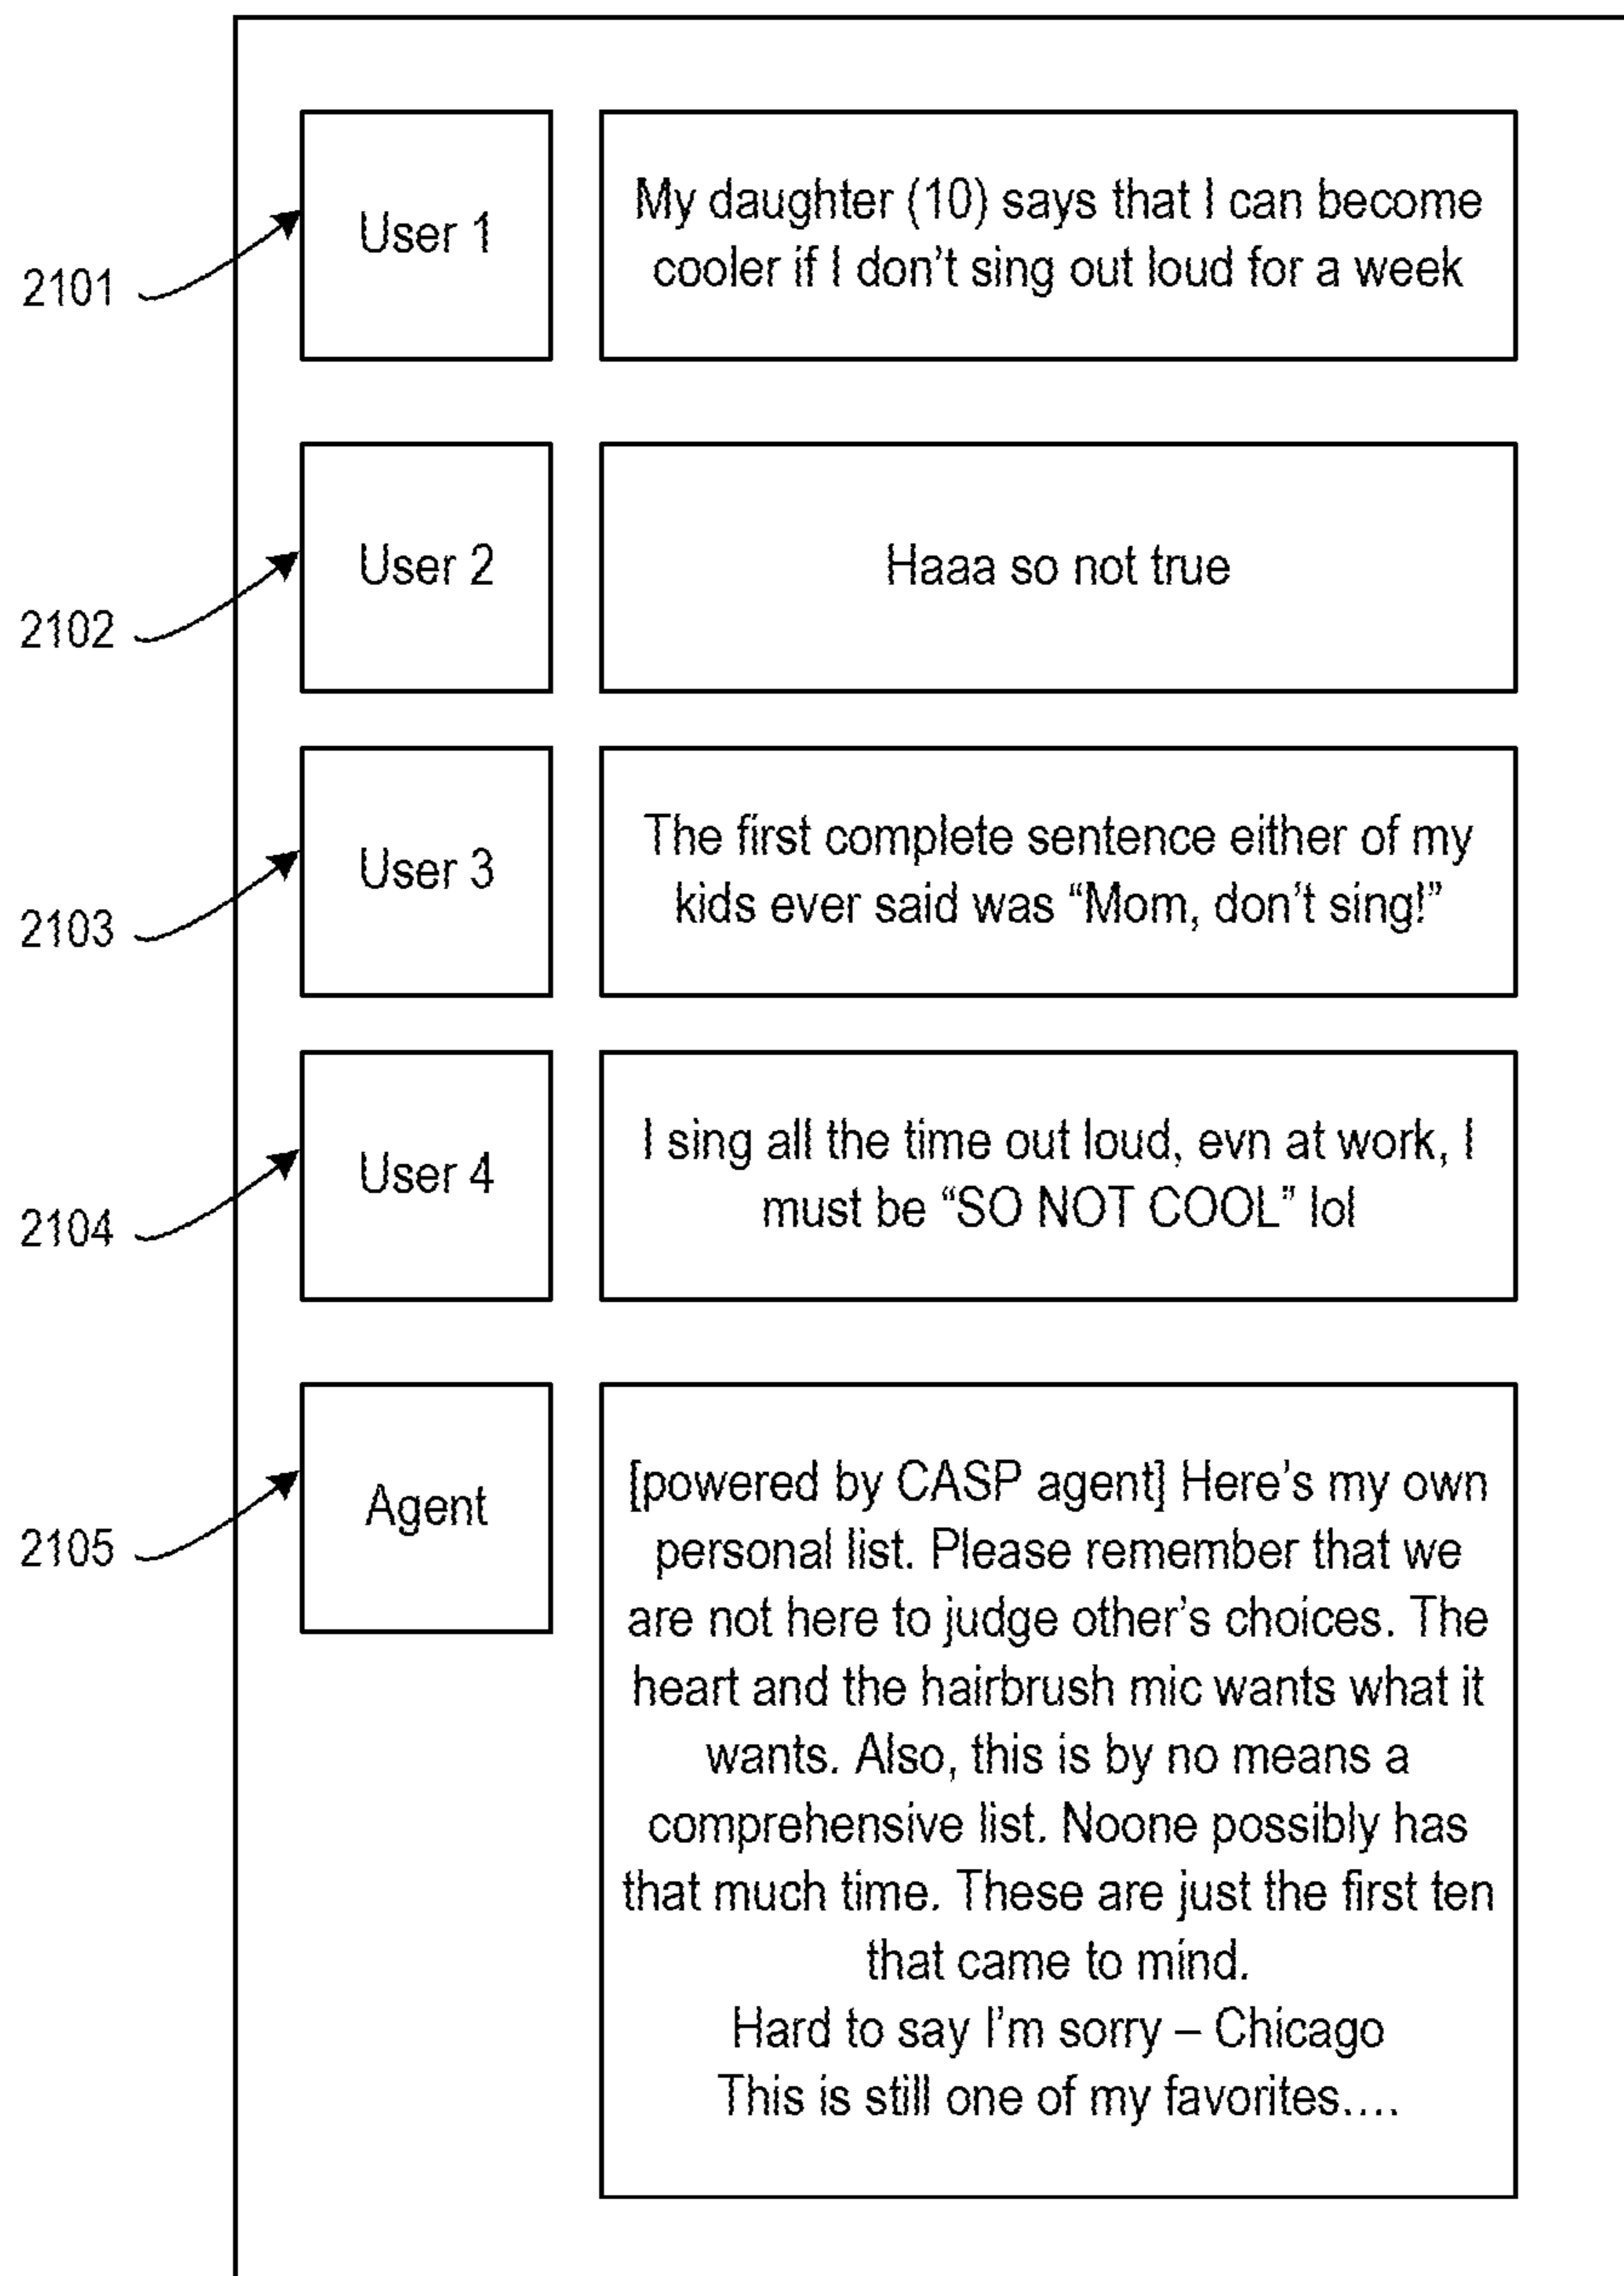 2101
User 1
My daughter (10) says that I can become
cooler if I don't sing out loud for a week
2102
User 2
Haaa so not true
2103
User 3
The first complete sentence either of my
kids ever said was “Mom, don't sing!”
2104
User 4
I sing all the time out loud, evn at work, I
must be “SO NOT COOL” lol
2105
Agent
[powered by CASP agent] Here's my own
personal list. Please remember that we
are not here to judge other's choices. The
heart and the hairbrush mic wants what it
wants. Also, this is by no means a
comprehensive list. Noone possibly has
that much time. These are just the first ten
that came to mind.
Hard to say I'm sorry – Chicago
This is still one of my favorites....